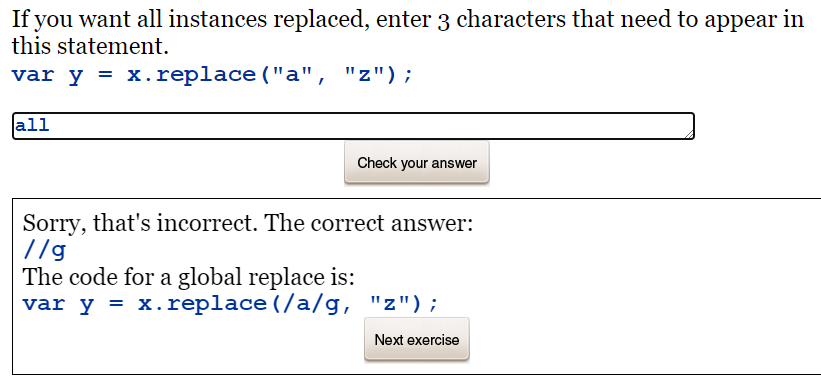 If you want all instances replaced, enter 3 characters that need to appear in
this statement.
var y = x.replace("a", "z");
all
Check your answer
Sorry, that's incorrect. The correct answer:
//g
The code for a global replace is:
var y = x.replace(/a/g, "z");
Next exercise